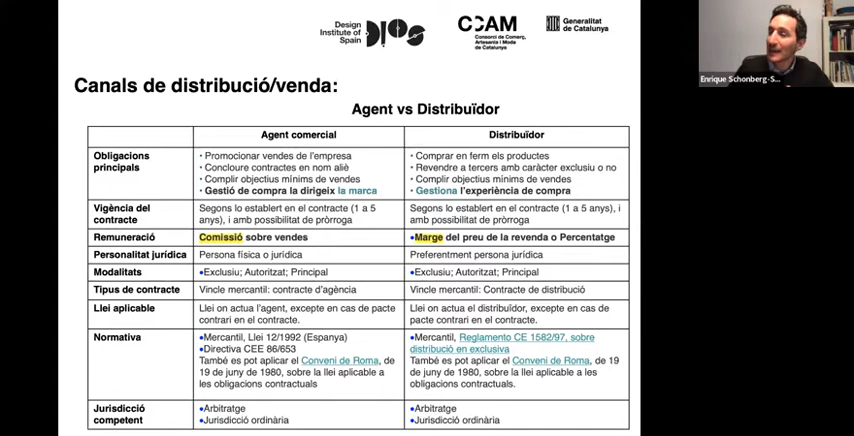 Design
Institute of
Spain
DIOS
CCAM
Consorci de Comerç,
Artesania i Moda
de Catalunya
Generalitat
de Catalunya
Enrique Schonberg-S...
Canals de distribució/venda:
Agent vs Distribuïdor
Agent comercial
Distribuïdor
Obligacions
principals
• Promocionar vendes de l'empresa
• Concloure contractes en nom aliè
• Complir objectius mínims de vendes
• Gestió de compra la dirigeix la marca
• Comprar en ferm els productes
• Revendre a tercers amb caràcter exclusiu o no
• Complir objectius mínims de vendes
• Gestiona l'experiència de compra
Vigència del
contracte
Segons lo establert en el contracte (1 a 5
anys), i amb possibilitat de pròrroga
Segons lo establert en el contracte (1 a 5 anys), i
amb possibilitat de pròrroga
Remuneració
Comissió sobre vendes
•Marge del preu de la revenda o Percentatge
Personalitat jurídica
Persona física o jurídica
Preferentment persona jurídica
Modalitats
•Exclusiu; Autoritzat; Principal
•Exclusiu; Autoritzat; Principal
Tipus de contracte
Vincle mercantil: contracte d'agència
Vincle mercantil: Contracte de distribució
Llei aplicable
Llei on actua l'agent, excepte en cas de pacte
contrari en el contracte.
Llei on actua el distribuïdor, excepte en cas de
pacte contrari en el contracte.
Normativa
•Mercantil, Llei 12/1992 (Espanya)
•Directiva CEE 86/653
També es pot aplicar el Conveni de Roma, de
19 de juny de 1980, sobre la llei aplicable a
les obligacions contractuals
•Mercantil, Reglamento CE 1582/97, sobre
distribució en exclusiva
També es pot aplicar el Conveni de Roma, de 19
de juny de 1980, sobre la llei aplicable a les
obligacions contractuals.
Jurisdicció
competent
•Arbitratge
•Jurisdicció ordinària
•Arbitratge
•Jurisdicció ordinària